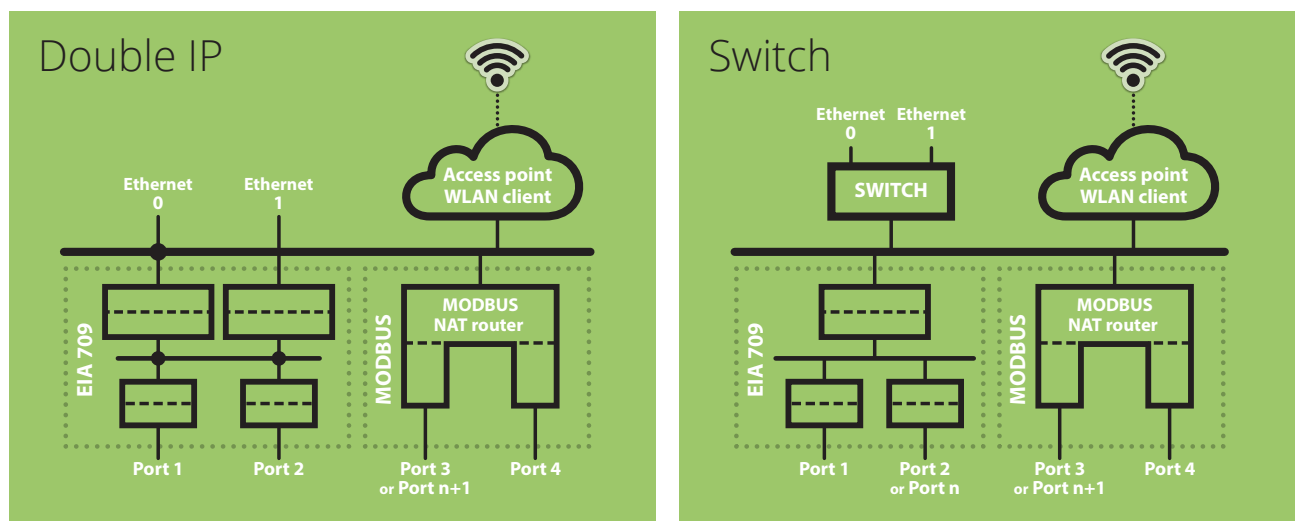 Double IP
Access point
WLAN client
Ethernet
0
Ethernet
1
EIA 709
MODBUS
MODBUS
NAT router
Port 1
Port 2
Port 3
or Port n+1
Port 4
Switch
Ethernet
0
Ethernet
1
SWITCH
Access point
WLAN client
EIA 709
MODBUS
MODBUS
NAT router
Port 1
Port 2
or Port n
Port 3
or Port n+1
Port 4